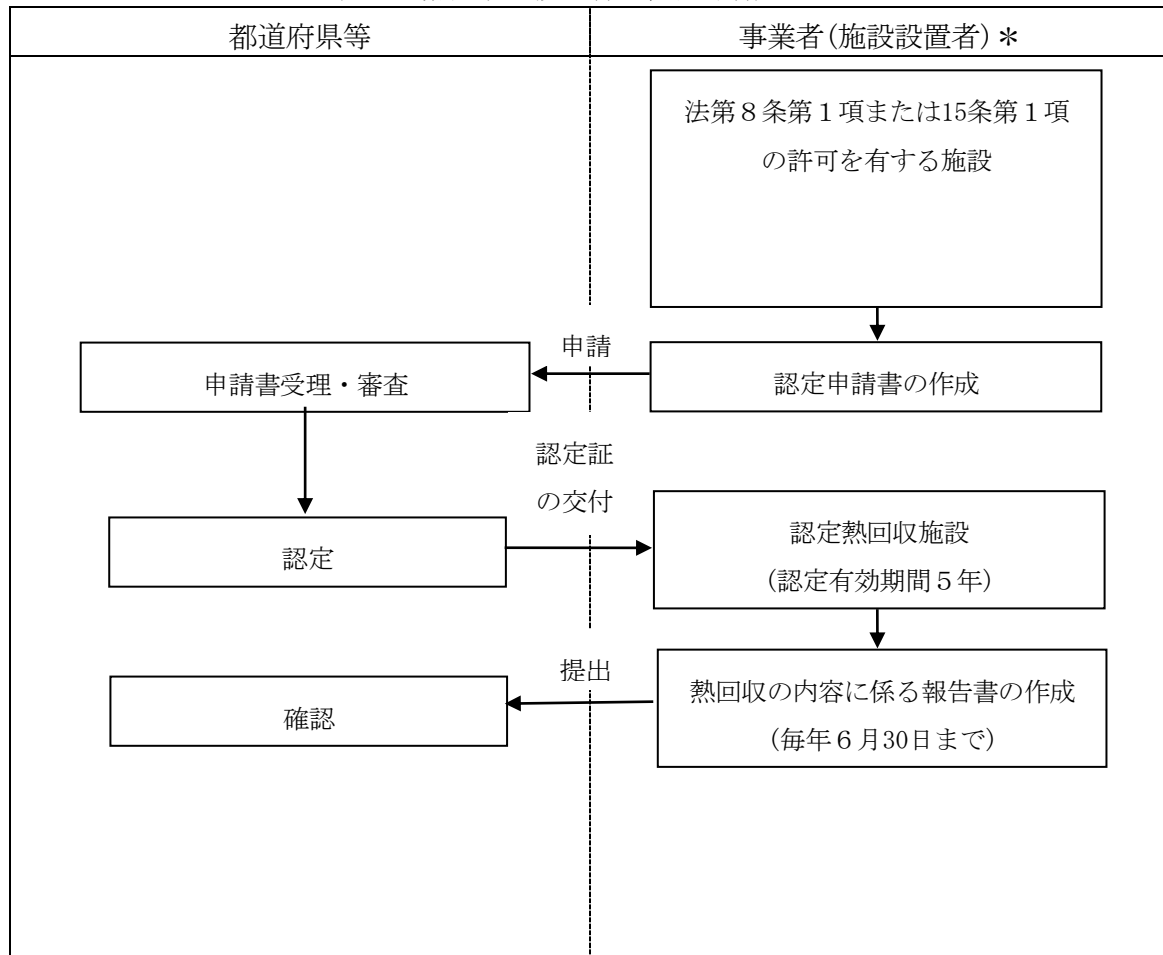 都道府県等
事業者(施設設置者)＊
法第８条第１項または15条第１項
の許可を有する施設
申請
申請書受理・審査
認定申請書の作成
認定証
の交付
認定
認定熱回収施設
(認定有効期間５年)
提出
確認
熱回収の内容に係る報告書の作成
(毎年６月30日まで)